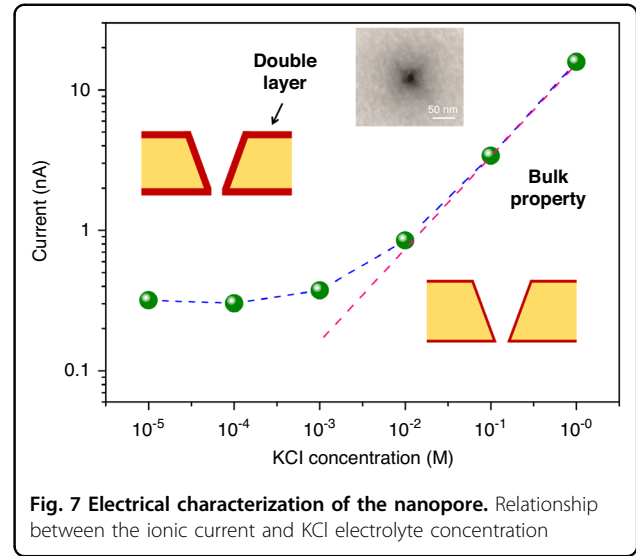 Double
layer
50 nm
10
Bulk
property
1
Current (nA)
0.1
10⁻⁵ 10⁻⁴ 10⁻³ 10⁻² 10⁻¹ 10⁻⁰
KCl concentration (M)
Fig. 7 Electrical characterization of the nanopore. Relationship
between the ionic current and KCl electrolyte concentration